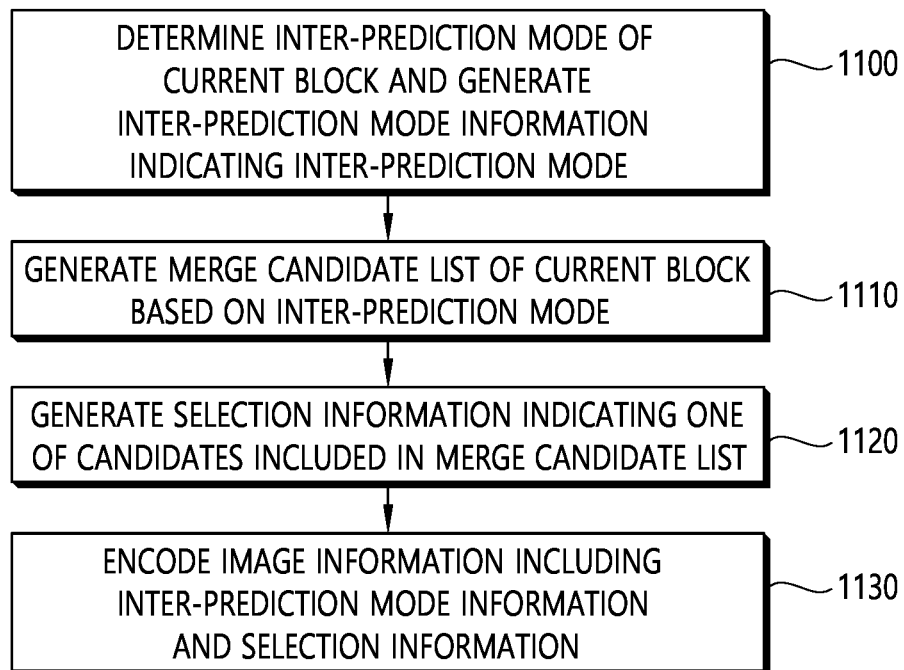 DETERMINE INTER-PREDICTION MODE OF
CURRENT BLOCK AND GENERATE
INTER-PREDICTION MODE INFORMATION
INDICATING INTER-PREDICTION MODE
1100
GENERATE MERGE CANDIDATE LIST OF CURRENT BLOCK
BASED ON INTER-PREDICTION MODE
1110
GENERATE SELECTION INFORMATION INDICATING ONE
OF CANDIDATES INCLUDED IN MERGE CANDIDATE LIST
1120
ENCODE IMAGE INFORMATION INCLUDING
INTER-PREDICTION MODE INFORMATION
AND SELECTION INFORMATION
1130